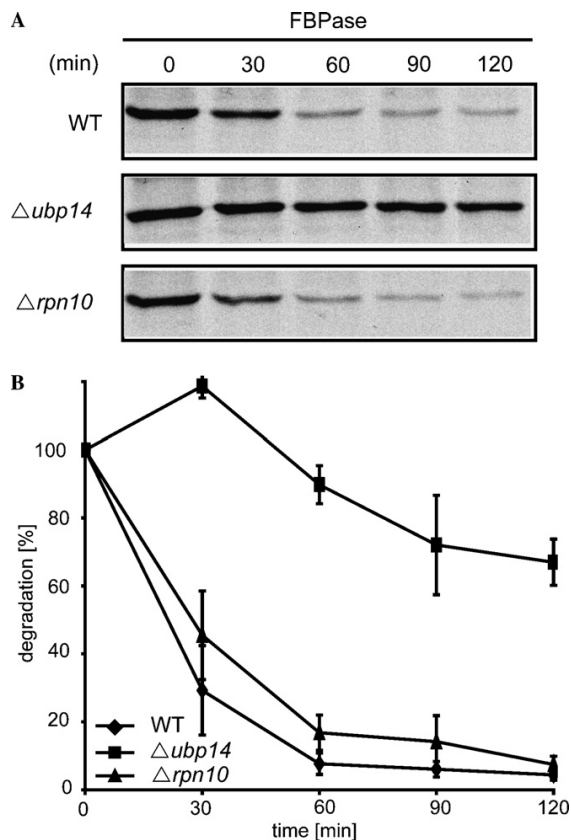 A
FBPase
(min) 0 30 60 90 120
WT
△ubp14
△rpn10
B
100
80
60
40
20
0
degradation [%]
WT
△ubp14
△rpn10
0 30 60 90 120
time [min]